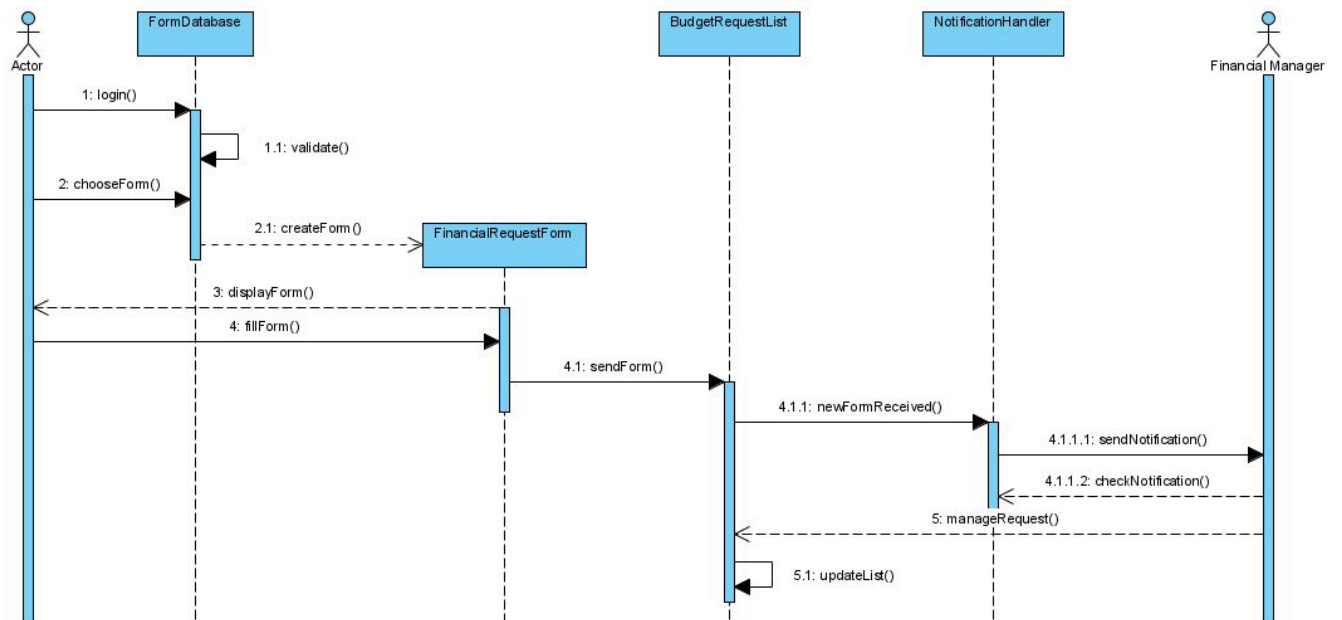 FormDatabase
BudgetRequestList
NotificationHandler
Actor
Financial Manager
1: login()
1.1: validate()
2: chooseForm()
2.1: createForm()
FinancialRequestForm
3: displayForm()
4: fillForm()
4.1: sendForm()
4.1.1: newFormReceived()
4.1.1.1: sendNotification()
4.1.1.2: checkNotification()
5: manageRequest()
5.1: updateList()